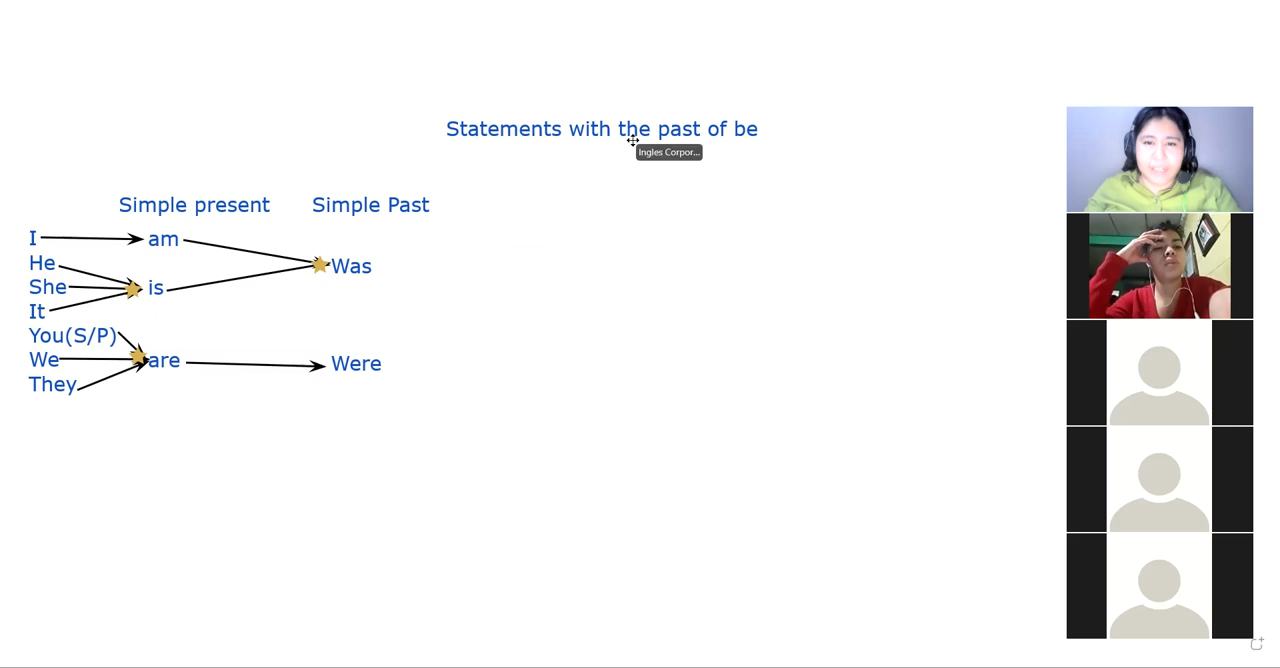 Statements with the past of be
Ingles Corpor...
Simple present Simple Past
I am
He
Was
She is
It
You(S/P)
We are Were
They